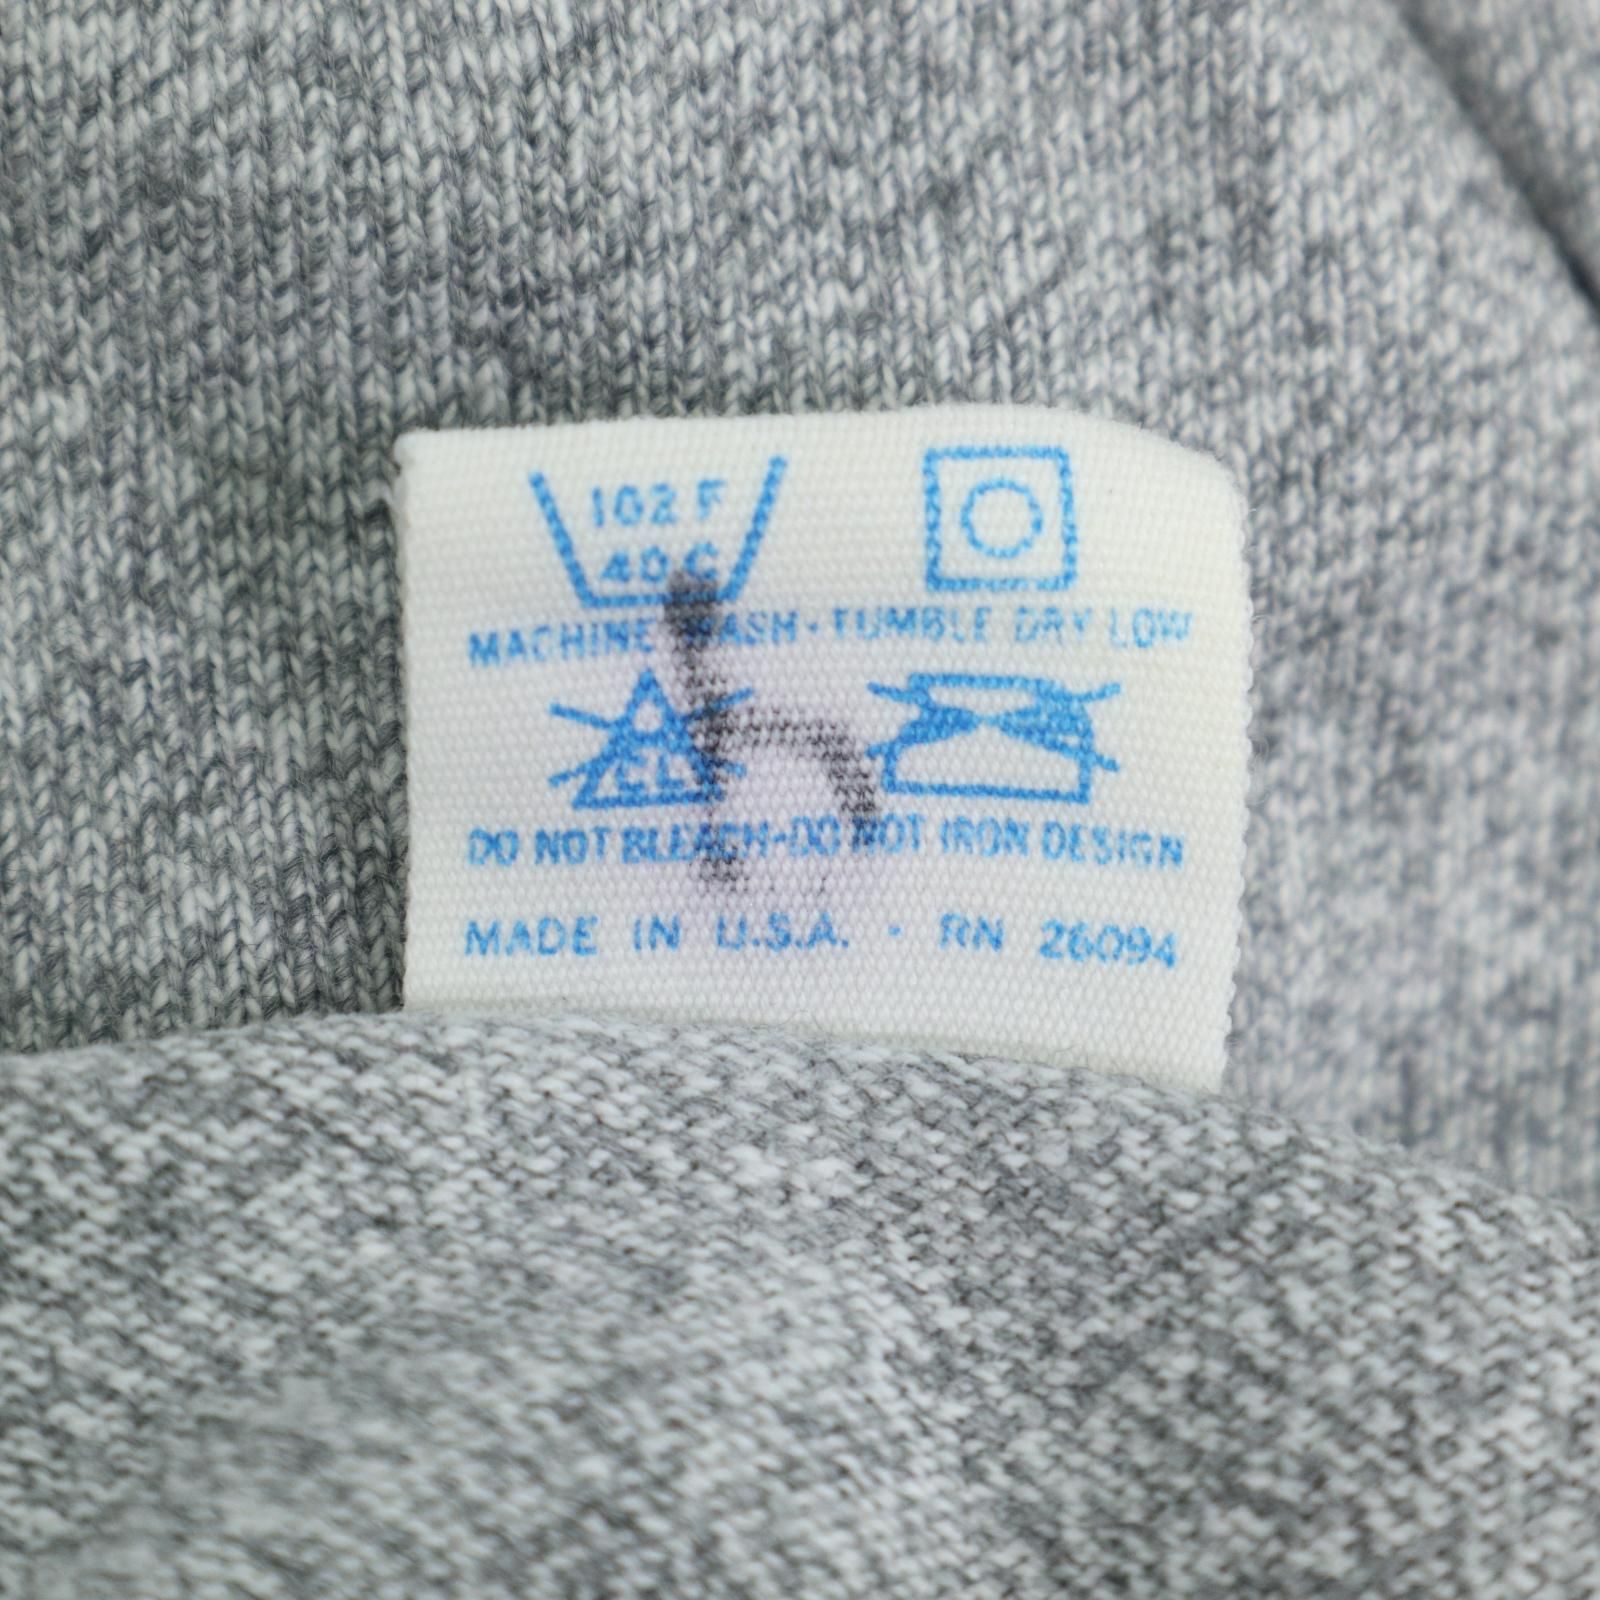 102 F
40 C
MACHINE WASH - TUMBLE DRY LOW
CL
DO NOT BLEACH-DO NOT IRON DESIGN
MADE IN U.S.A. · RN 26094